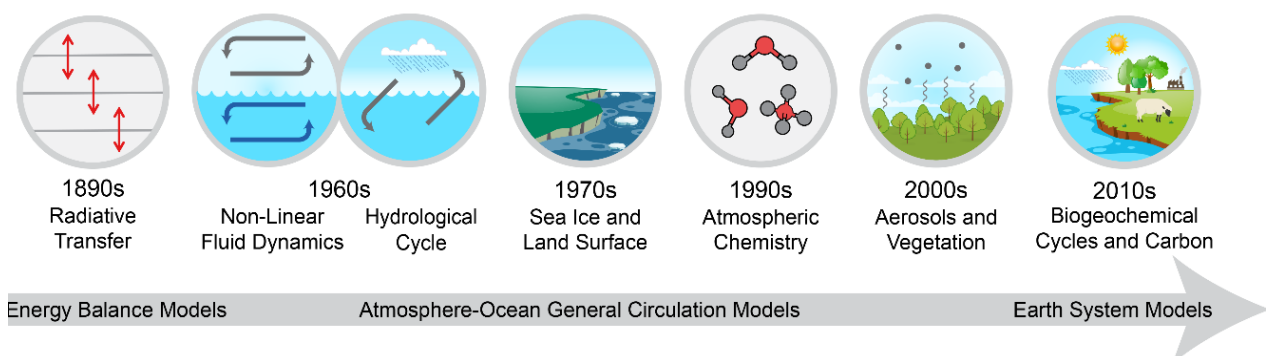 1890s
Radiative
Transfer
1960s
Non-Linear
Fluid Dynamics
Hydrological
Cycle
1970s
Sea Ice and
Land Surface
1990s
Atmospheric
Chemistry
2000s
Aerosols and
Vegetation
2010s
Biogeochemical
Cycles and Carbon
Energy Balance Models
Atmosphere-Ocean General Circulation Models
Earth System Models